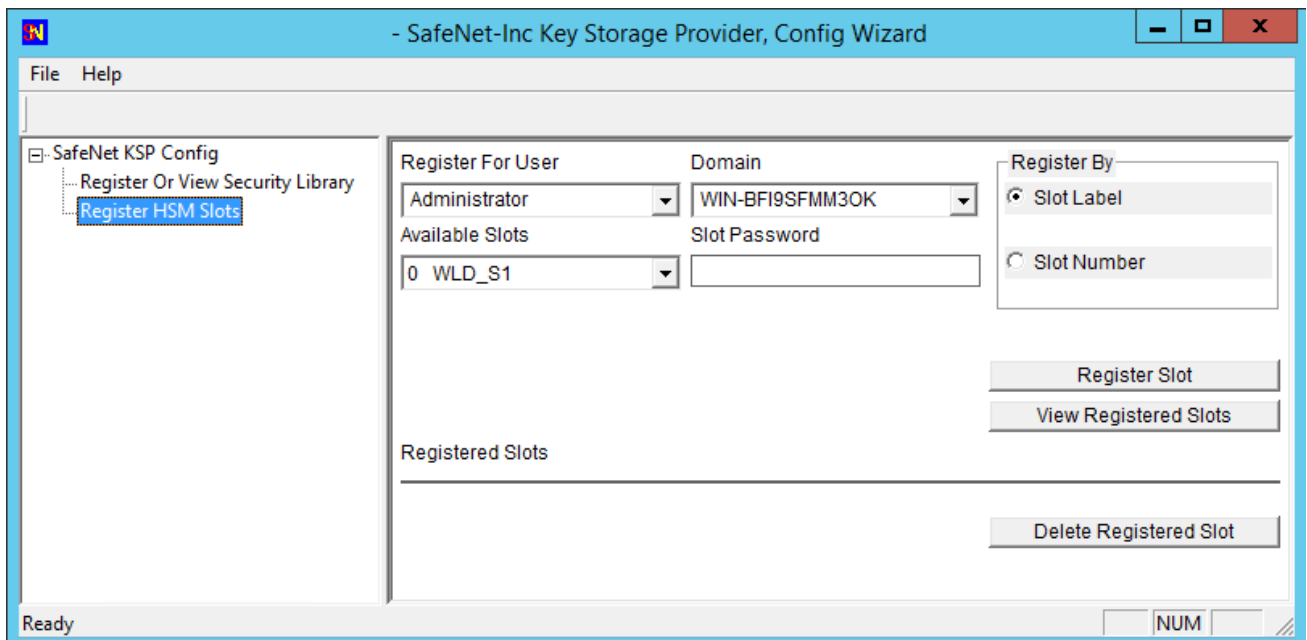 - SafeNet-Inc Key Storage Provider, Config Wizard
File Help
SafeNet KSP Config
Register Or View Security Library
Register HSM Slots
Register For User Domain
Administrator WIN-BFI9SFMM3OK
Available Slots Slot Password
0 WLD_S1
Register By
Slot Label
Slot Number
Register Slot
View Registered Slots
Registered Slots
Delete Registered Slot
Ready NUM